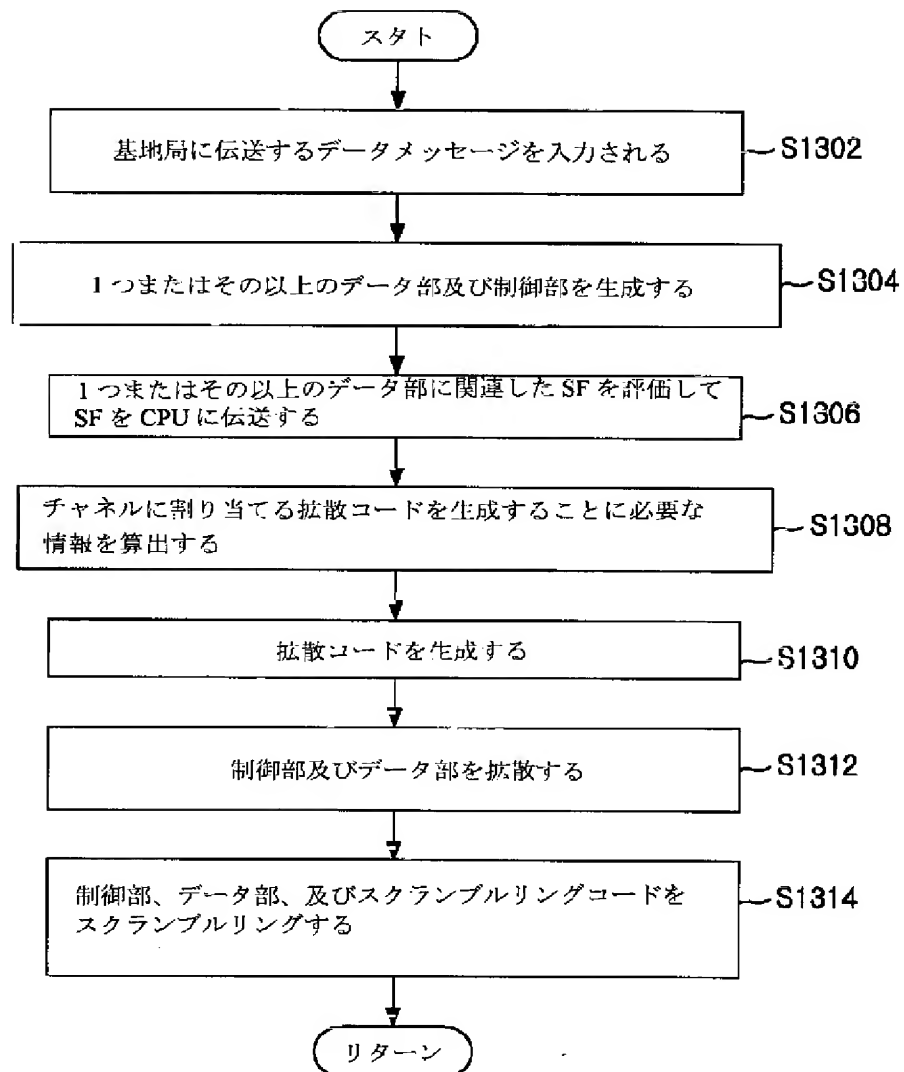 スタト
基地局に伝送するデータメッセージを入力される
S1302
1つまたはその以上のデータ部及び制御部を生成する
S1304
1つまたはその以上のデータ部に関連した SF を評価して
SF を CPU に伝送する
S1306
チャネルに割り当てる拡散コードを生成することに必要な
情報を算出する
S1308
拡散コードを生成する
S1310
制御部及びデータ部を拡散する
S1312
制御部、データ部、及びスクランブルリングコードを
スクランブルリングする
S1314
リターン